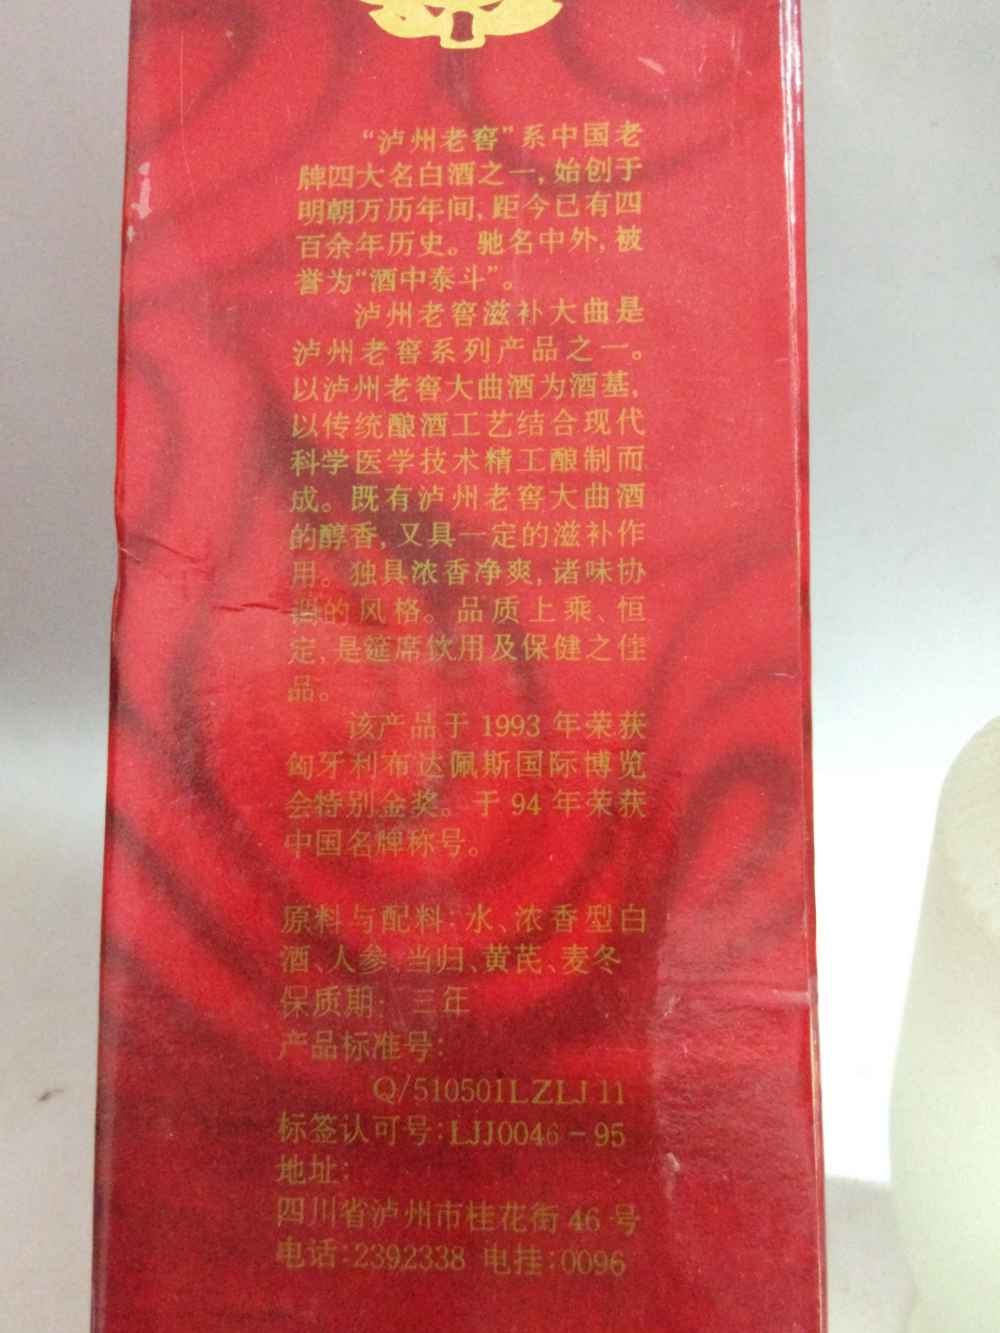 “泸州老窖”系中国老
牌四大名白酒之一,始创于
明朝万历年间,距今已有四
百余年历史。驰名中外,被
誉为“酒中泰斗”。
泸州老窖滋补大曲是
泸州老窖系列产品之一。
以泸州老窖大曲酒为酒基,
以传统酿酒工艺结合现代
科学医学技术精工酿制而
成。既有泸州老窖大曲酒
的醇香,又具一定的滋补作
用。独具浓香净爽,诸味协
调的风格。品质上乘、恒
定,是筵席饮用及保健之佳
品。
该产品于1993年荣获
匈牙利布达佩斯国际博览
会特别金奖。于94年荣获
中国名牌称号。
原料与配料:水、浓香型白
酒、人参、当归、黄芪、麦冬
保质期: 三年
产品标准号:
Q/510501LZLJ 11
标签认可号:LJJ0046-95
地址:
四川省泸州市桂花街46号
电话:2392338 电挂:0096